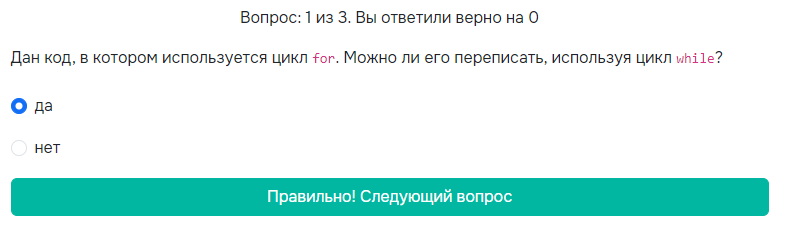 Вопрос: 1 из 3. Вы ответили верно на 0
Дан код, в котором используется цикл for. Можно ли его переписать, используя цикл while?
да
нет
Правильно! Следующий вопрос